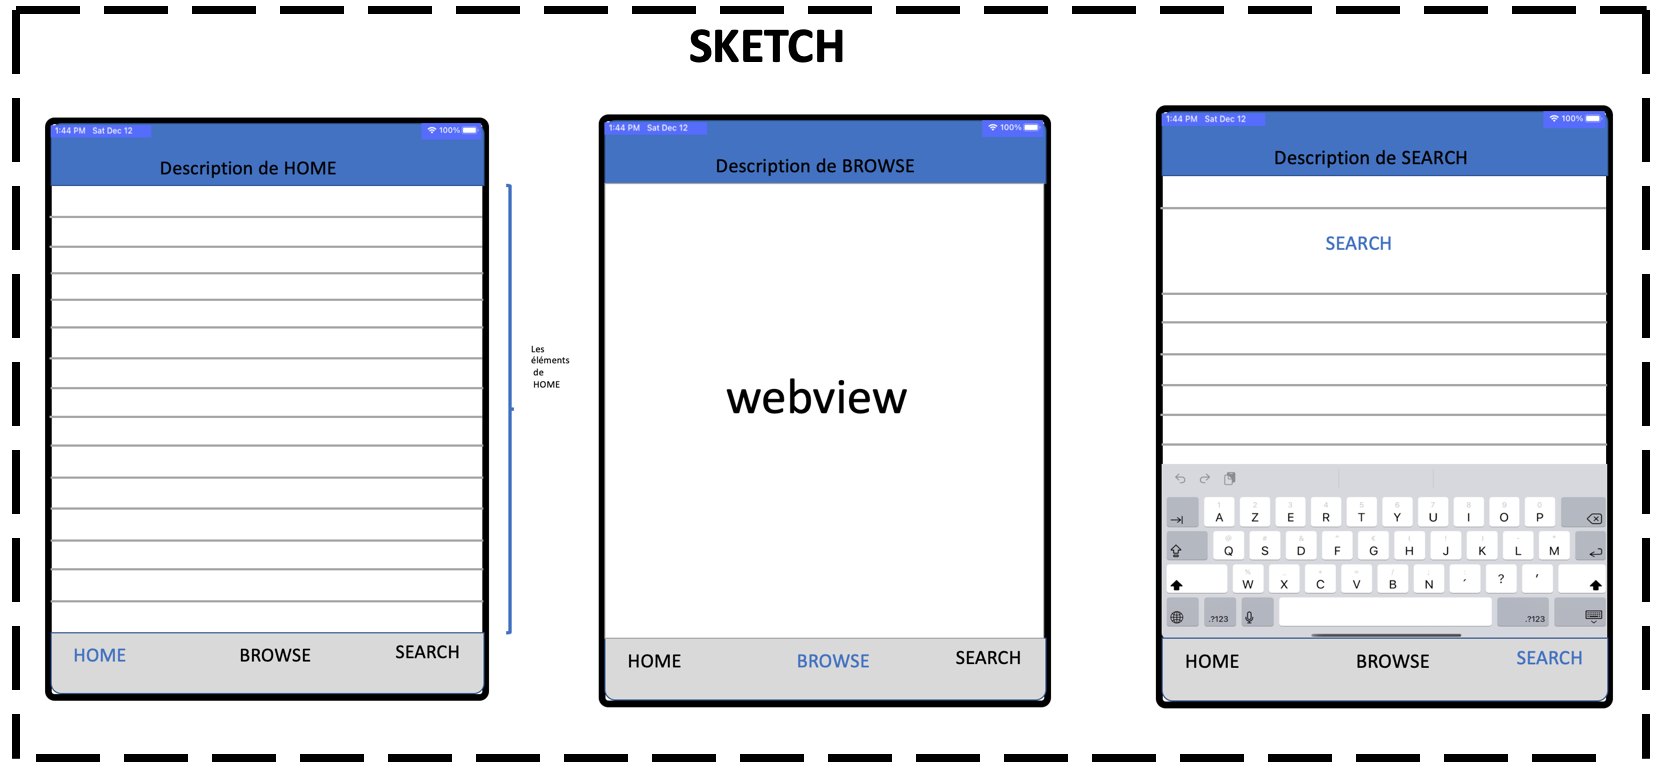 SKETCH
1:44 PM Sat Dec 12
100%
Description de HOME
HOME BROWSE SEARCH
Les
éléments
de
HOME
1:44 PM Sat Dec 12
100%
Description de BROWSE
webview
HOME BROWSE SEARCH
1:44 PM Sat Dec 12
100%
Description de SEARCH
SEARCH
A Z E R T Y U I O P
Q S D F G H J K L M
W X C V B N ´ ? '
.?123 .?123
HOME BROWSE SEARCH